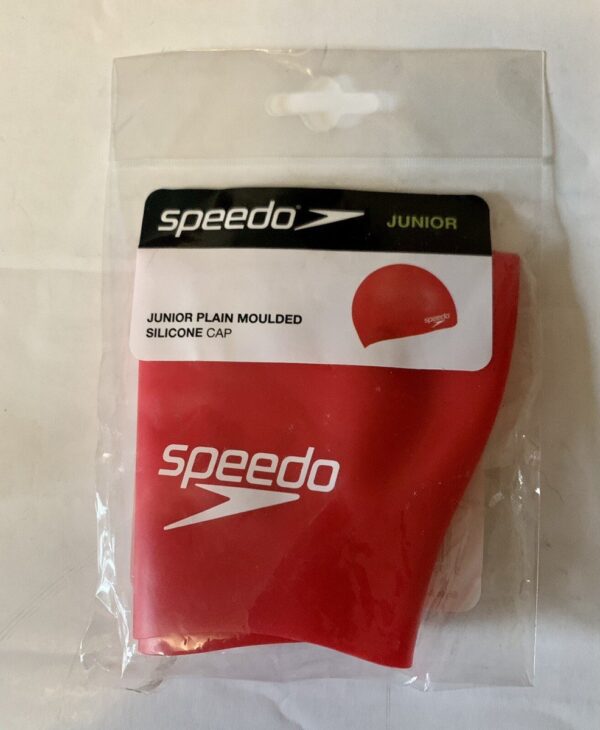 speedo® JUNIOR
JUNIOR PLAIN MOULDED
SILICONE CAP
speedo
speedo